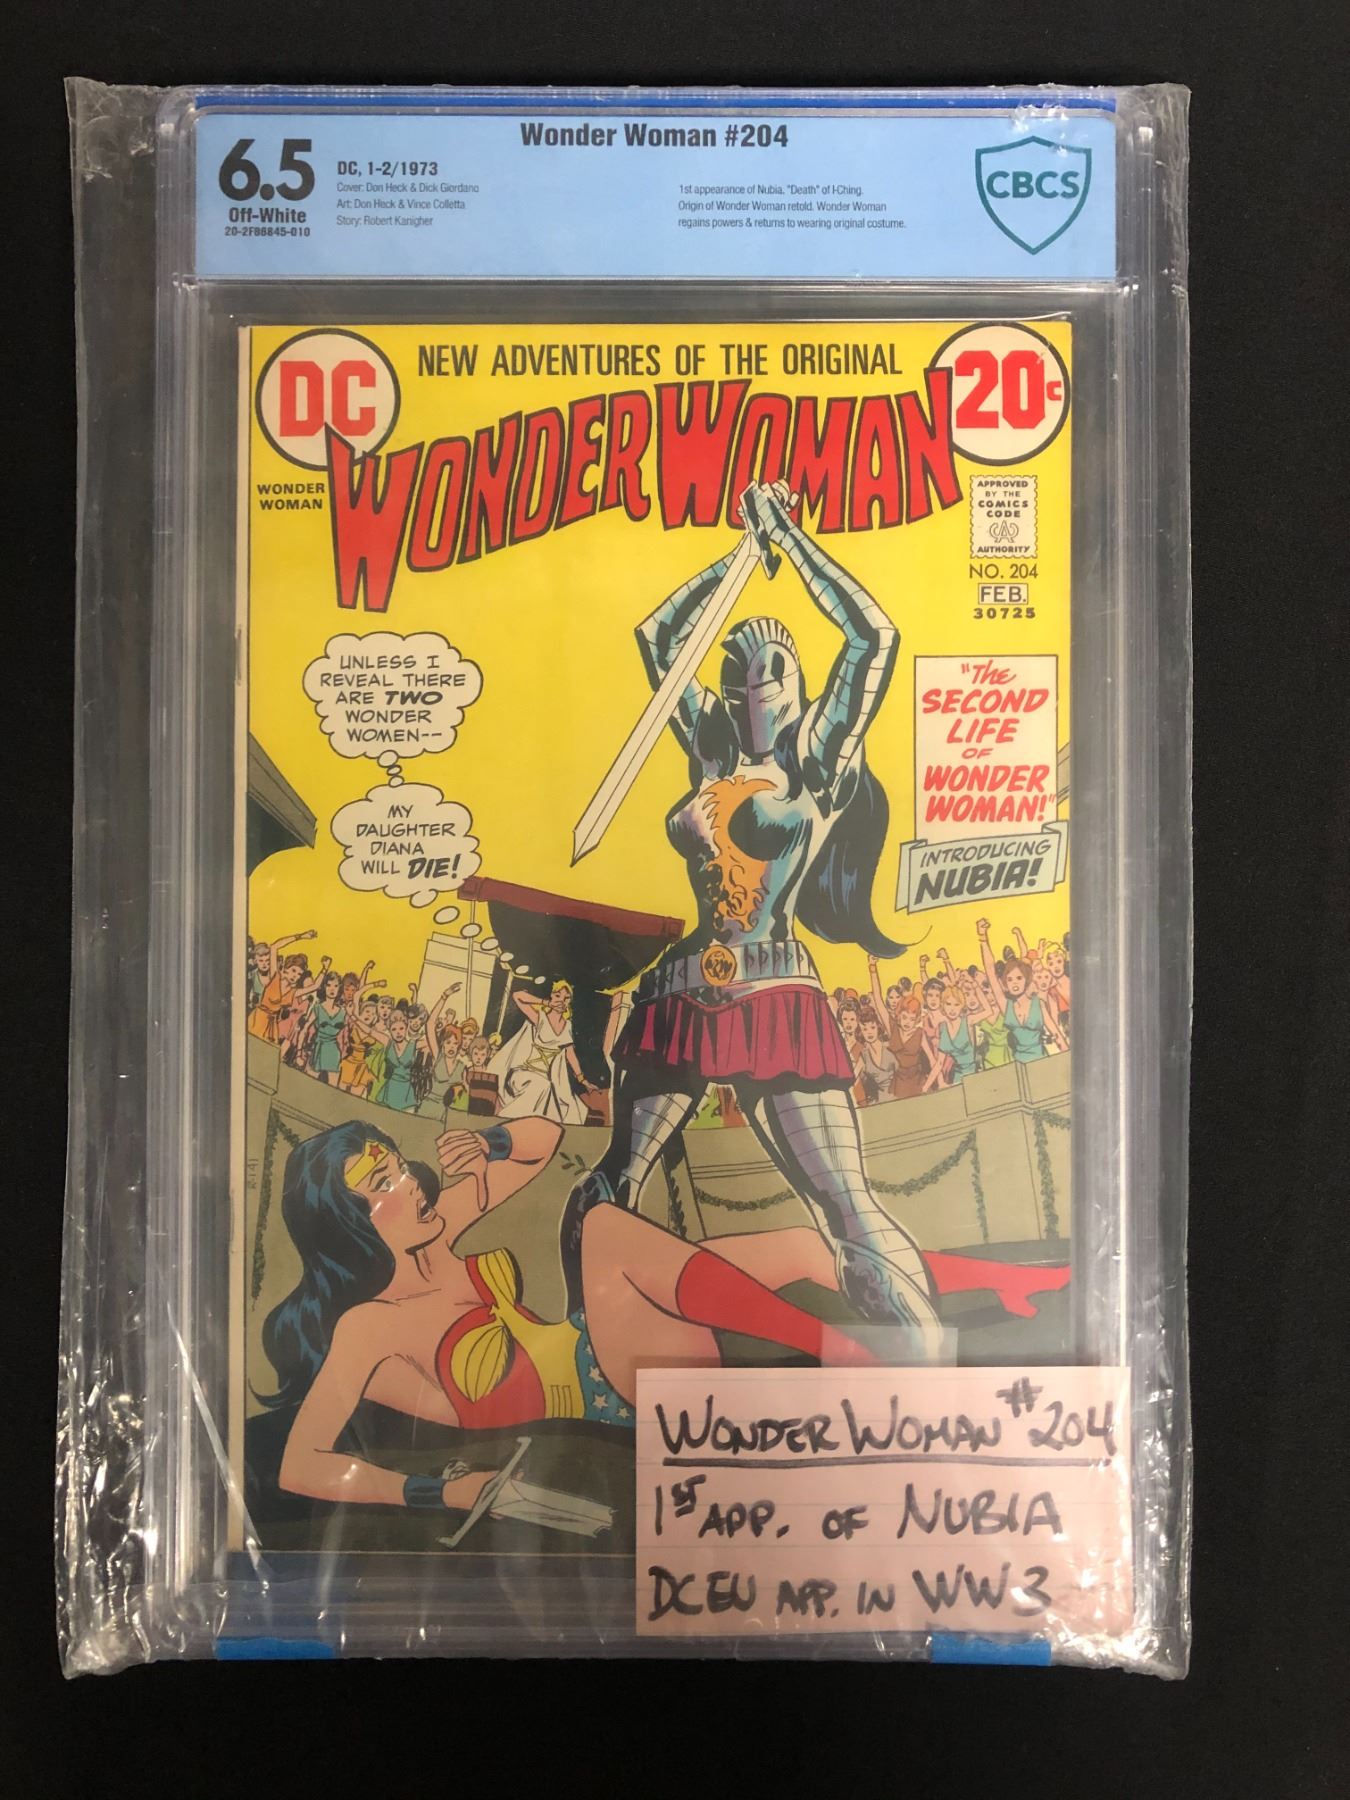 Wonder Woman #204
6.5
Off-White
20-2F86845-010
DC, 1-2/1973
Cover: Don Heck & Dick Giordano
Art: Don Heck & Vince Colletta
Story: Robert Kanigher
1st appearance of Nubia. "Death" of I-Ching.
Origin of Wonder Woman retold. Wonder Woman
regains powers & returns to wearing original costume.
CBCS
DC
NEW ADVENTURES OF THE ORIGINAL
20c
WONDER WOMAN
WONDER
WOMAN
APPROVED
BY THE
COMICS
CODE
CA
AUTHORITY
NO. 204
FEB.
30725
UNLESS I
REVEAL THERE
ARE TWO
WONDER
WOMEN--
MY
DAUGHTER
DIANA
WILL DIE!
"The
SECOND
LIFE
OF
WONDER
WOMAN!"
INTRODUCING
NUBIA!
WONDER WOMAN #204
1ST APP. OF NUBIA
DCEU APP. IN WW3